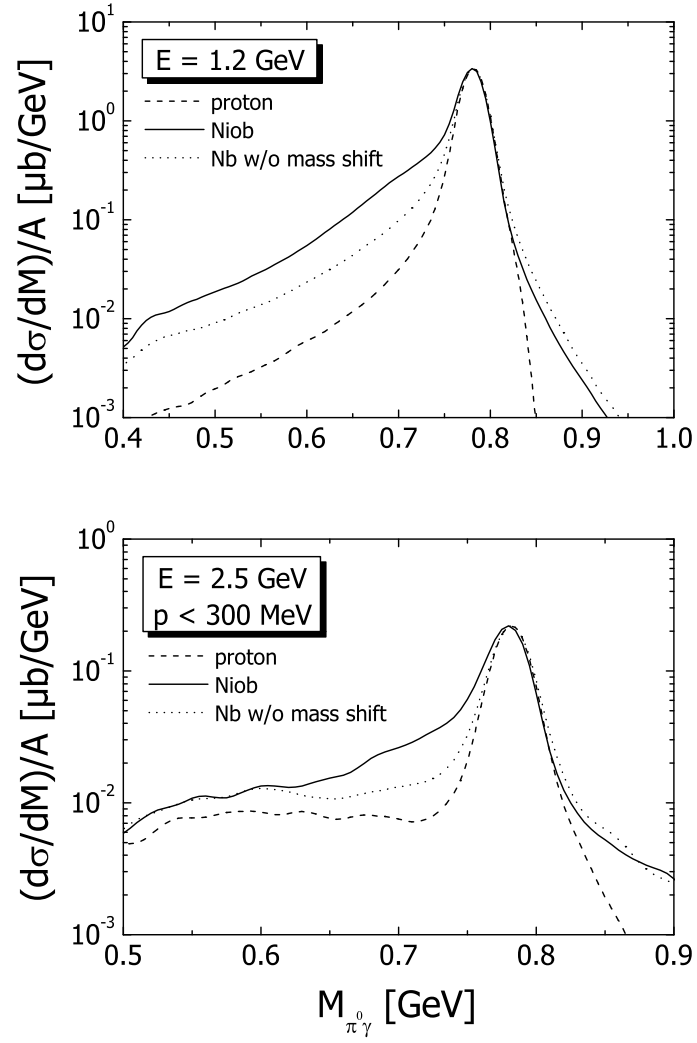 10¹
E = 1.2 GeV
proton
Niob
Nb w/o mass shift
10⁰
10⁻¹
10⁻²
10⁻³
(dσ/dM)/A [μb/GeV]
0.4 0.5 0.6 0.7 0.8 0.9 1.0
10⁰
E = 2.5 GeV
p < 300 MeV
proton
Niob
Nb w/o mass shift
10⁻¹
10⁻²
10⁻³
(dσ/dM)/A [μb/GeV]
0.5 0.6 0.7 0.8 0.9
M_π⁰γ [GeV]